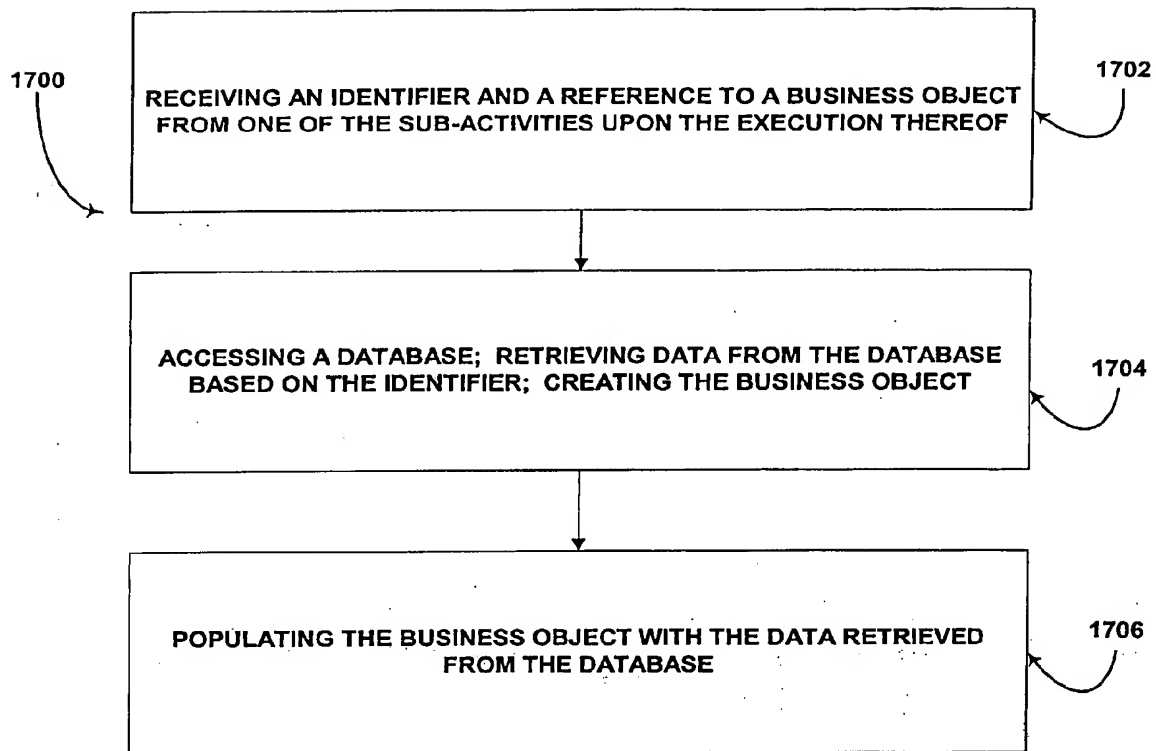 1700
1702
RECEIVING AN IDENTIFIER AND A REFERENCE TO A BUSINESS OBJECT
FROM ONE OF THE SUB-ACTIVITIES UPON THE EXECUTION THEREOF
ACCESSING A DATABASE; RETRIEVING DATA FROM THE DATABASE
BASED ON THE IDENTIFIER; CREATING THE BUSINESS OBJECT
1704
POPULATING THE BUSINESS OBJECT WITH THE DATA RETRIEVED
FROM THE DATABASE
1706